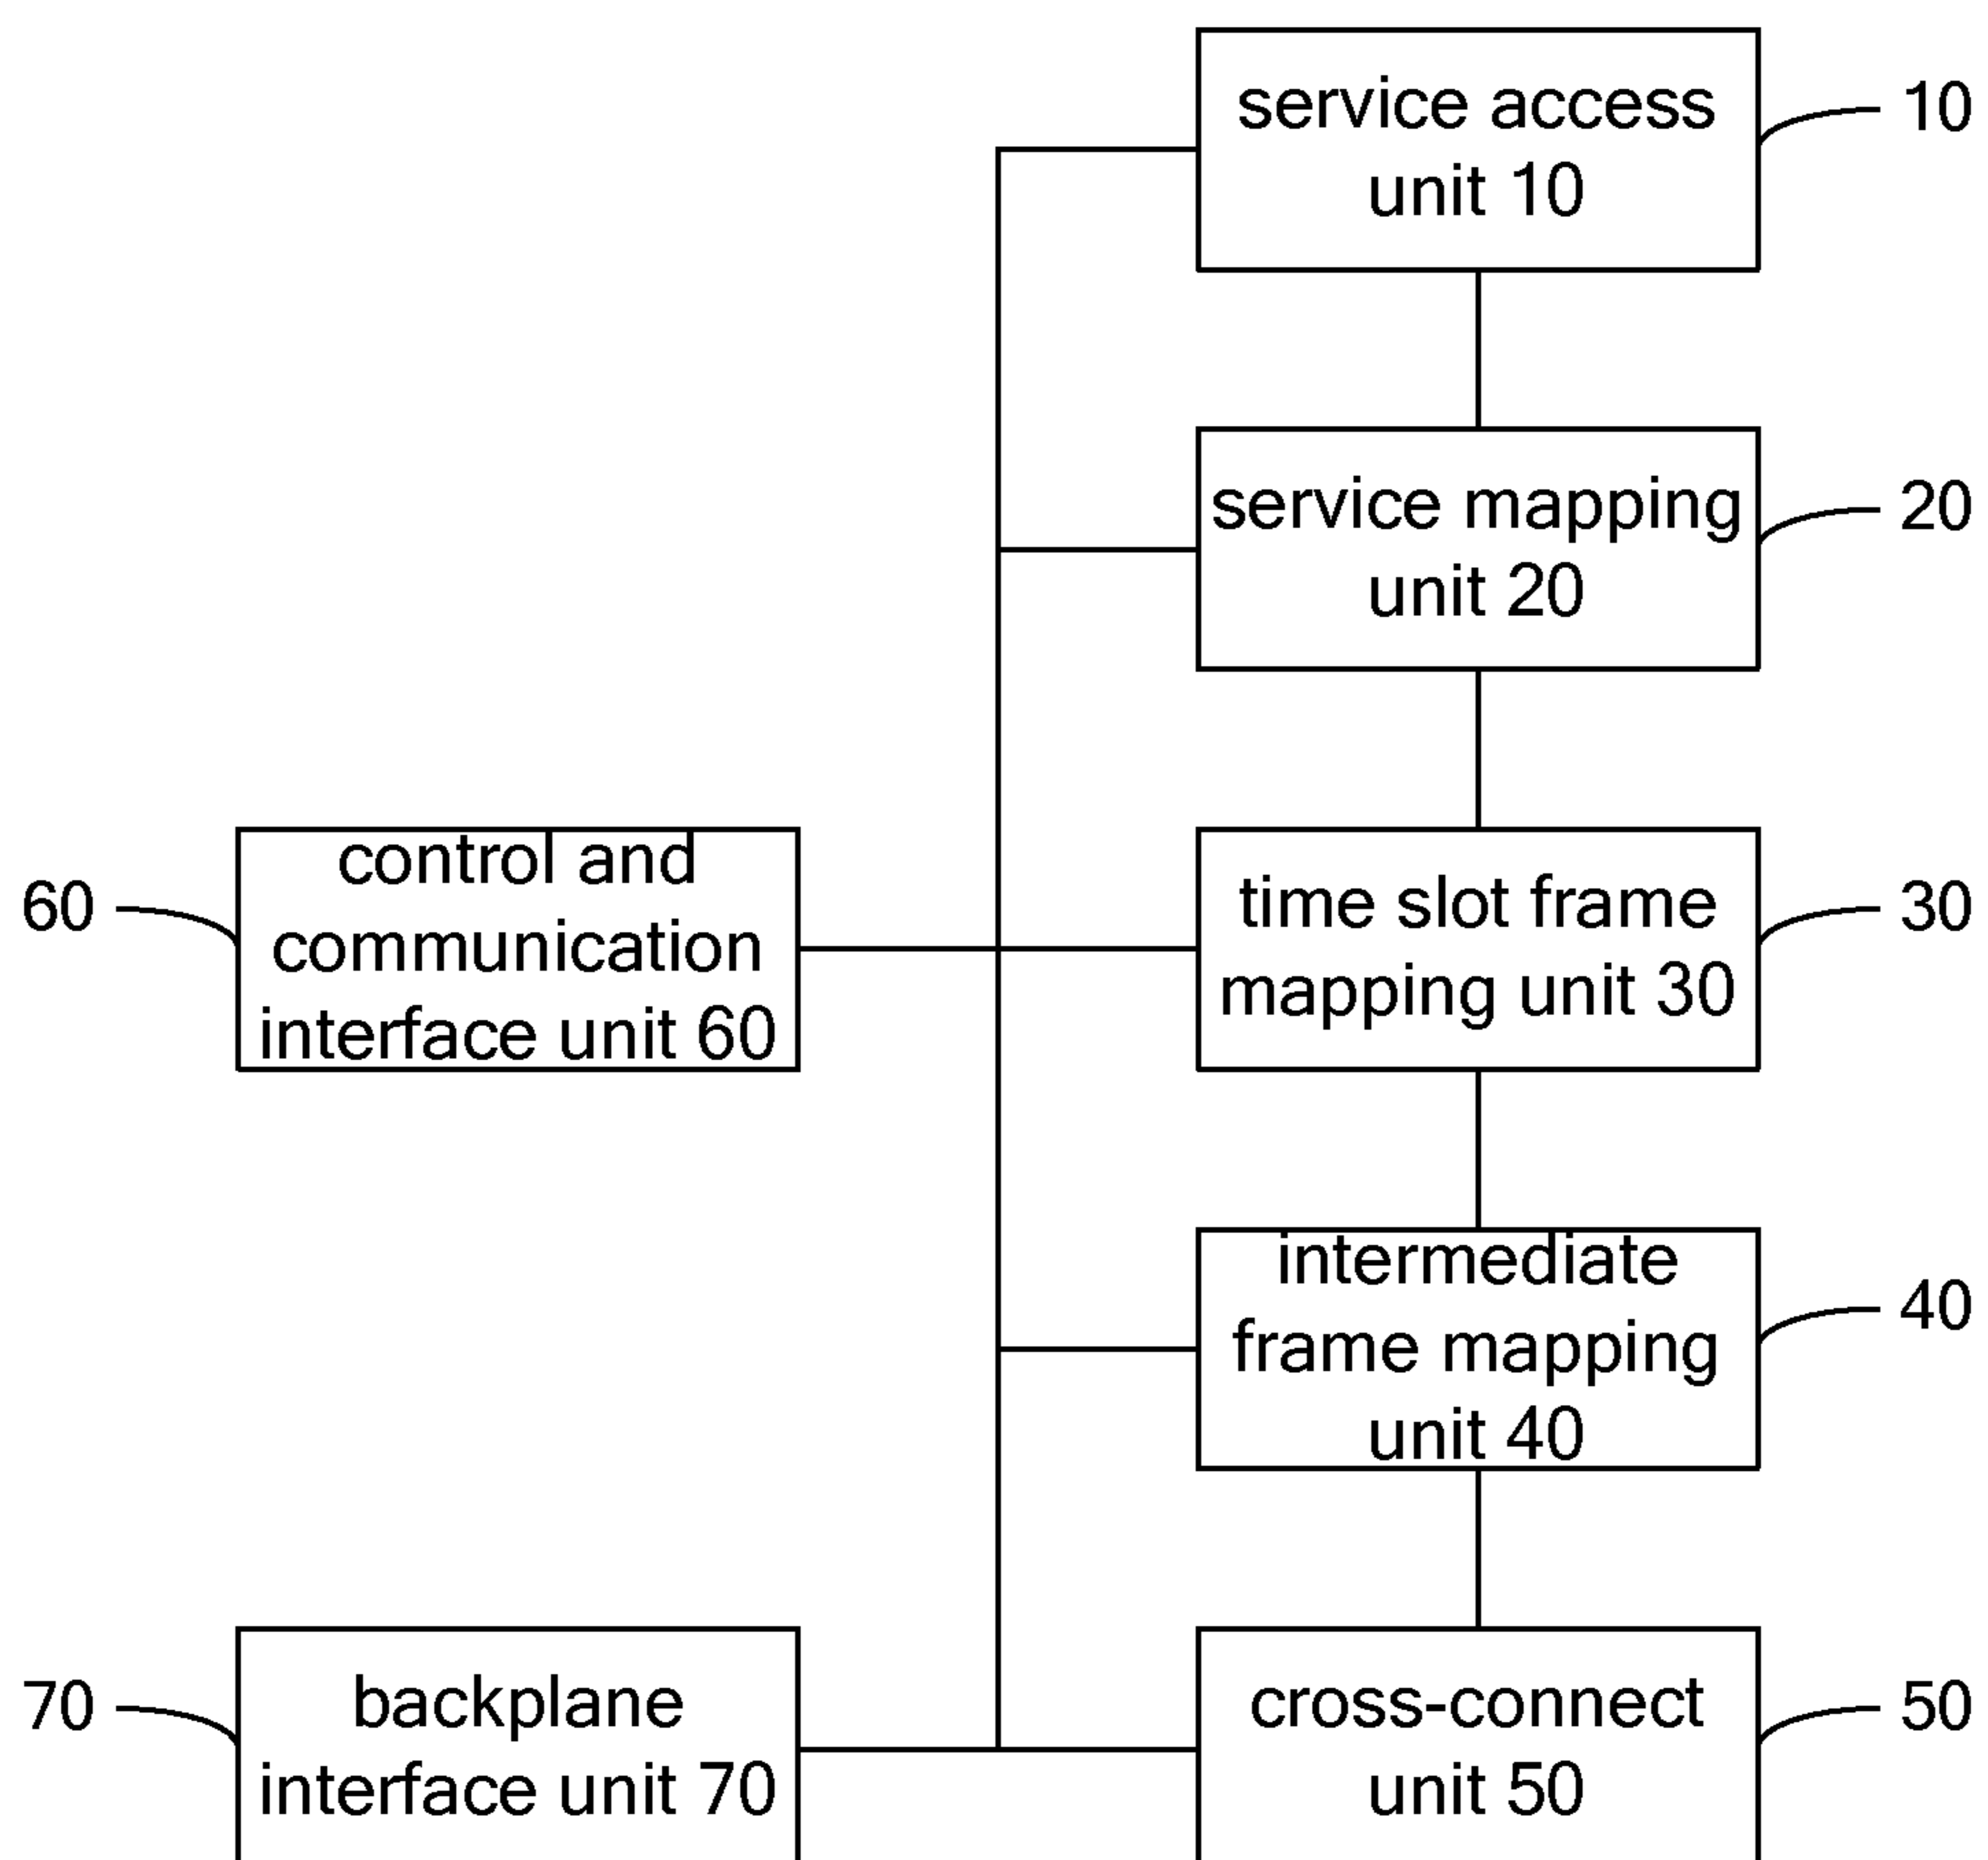 service access
unit 10
10
service mapping
unit 20
20
control and
communication
interface unit 60
60
time slot frame
mapping unit 30
30
intermediate
frame mapping
unit 40
40
backplane
interface unit 70
70
cross-connect
unit 50
50